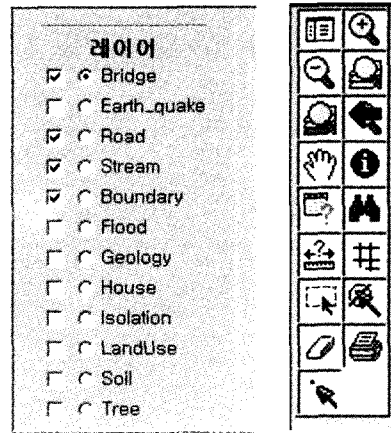 레이어
Bridge
Earth_quake
Road
Stream
Boundary
Flood
Geology
House
Isolation
LandUse
Soil
Tree